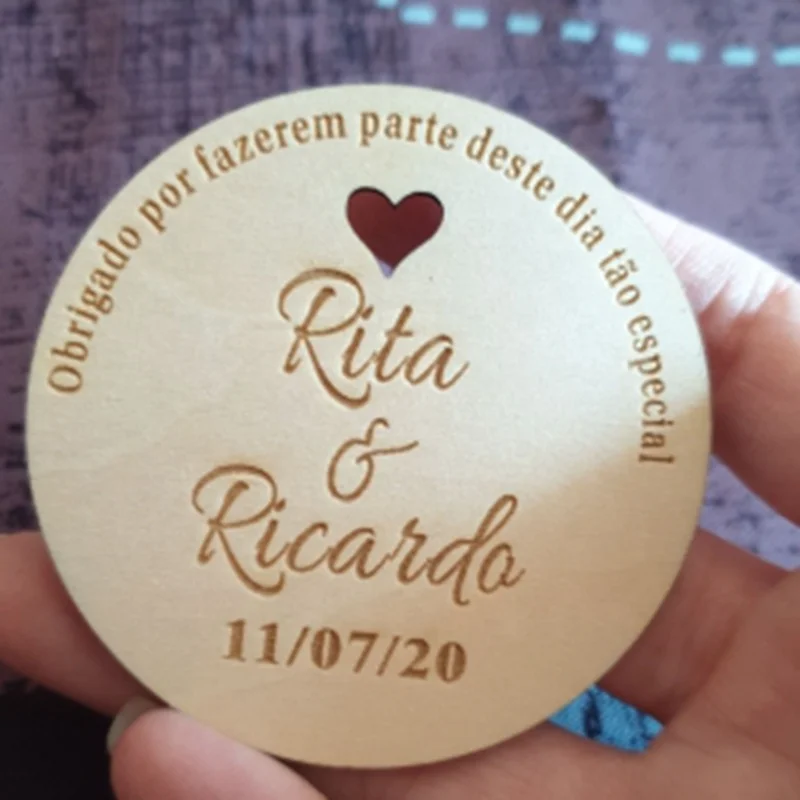 Obrigado por fazerem parte deste dia tão especial
Rita
&
Ricardo
11/07/20